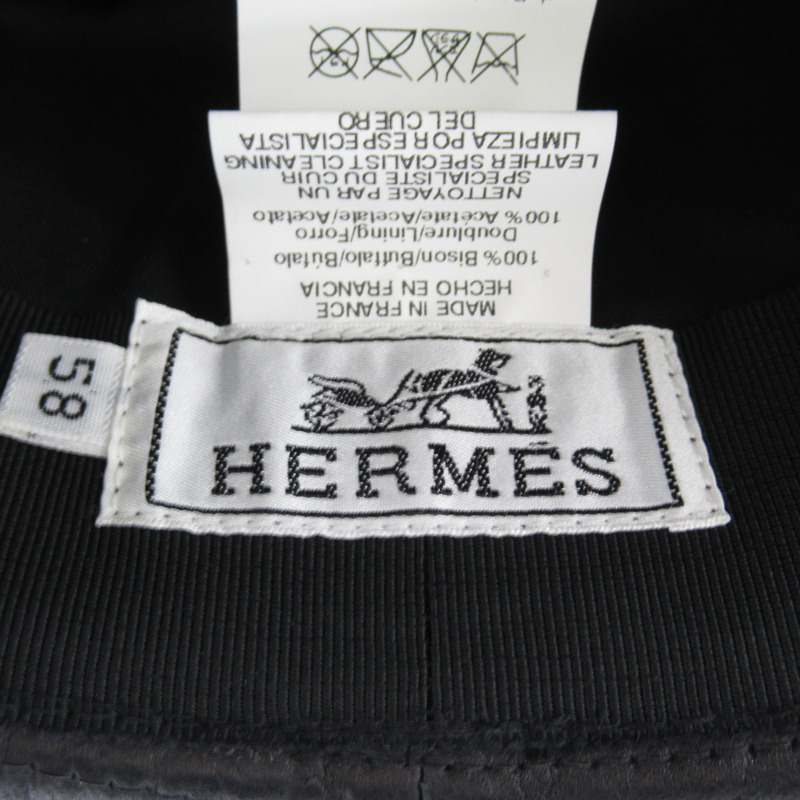 MADE IN FRANCE
HECHO EN FRANCIA
100% Bison/Buffalo/Búfalo
Doublure/Lining/Forro
100% Acétate/Acetate/Acetato
NETTOYAGE PAR UN
SPECIALISTE DU CUIR
LEATHER SPECIALIST CLEANING
LIMPIEZA POR ESPECIALISTA
DEL CUERO
58
HERMÈS